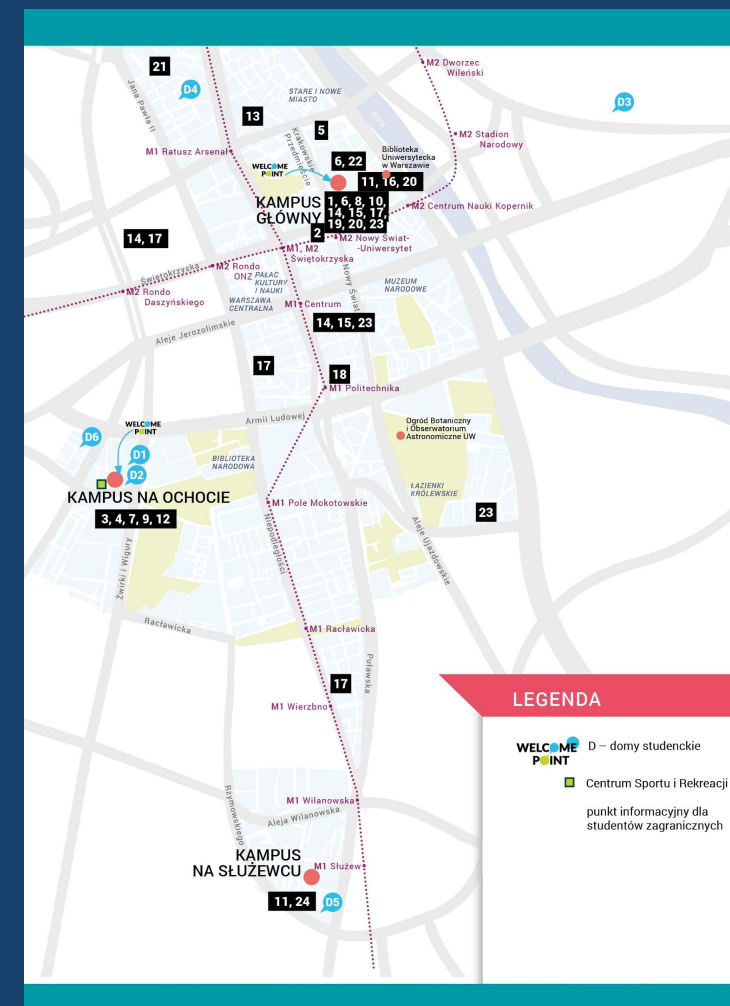 M2 Dworzec
Wileński
21
D4
Jana Pawła II
STARE I NOWE
MIASTO
D3
13
5
Krakowskie
Przedmieście
M2 Stadion
Narodowy
M1 Ratusz Arsenał
Biblioteka
Uniwersytecka
w Warszawie
6, 22
WELCOME
POINT
11, 16, 20
KAMPUS
GŁÓWNY
1, 6, 8, 10,
14, 15, 17,
19, 20, 23
M2 Centrum Nauki Kopernik
2
14, 17
M2 Nowy Świat-
-Uniwersytet
M1, M2
Świętokrzyska
Świętokrzyska
M2 Rondo
ONZ
PAŁAC
KULTURY
I NAUKI
Nowy Świat
MUZEUM
NARODOWE
M2 Rondo
Daszyńskiego
WARSZAWA
CENTRALNA
M1 Centrum
14, 15, 23
Aleje Jerozolimskie
17
18
M1 Politechnika
Armii Ludowej
Ogród Botaniczny
i Obserwatorium
Astronomiczne UW
WELCOME
POINT
D6
D1
D2
BIBLIOTEKA
NARODOWA
KAMPUS NA OCHOCIE
3, 4, 7, 9, 12
ŁAZIENKI
KRÓLEWSKIE
M1 Pole Mokotowskie
23
Niepodległości
Aleje Ujazdowskie
Żwirki i Wigury
Racławicka
M1 Racławicka
Puławska
17
M1 Wierzbno
LEGENDA
WELCOME
POINT
D – domy studenckie
Centrum Sportu i Rekreacji
punkt informacyjny dla
studentów zagranicznych
Rzymowskiego
M1 Wilanowska
Aleja Wilanowska
KAMPUS
NA SŁUŻEWCU
M1 Służew
11, 24
D5